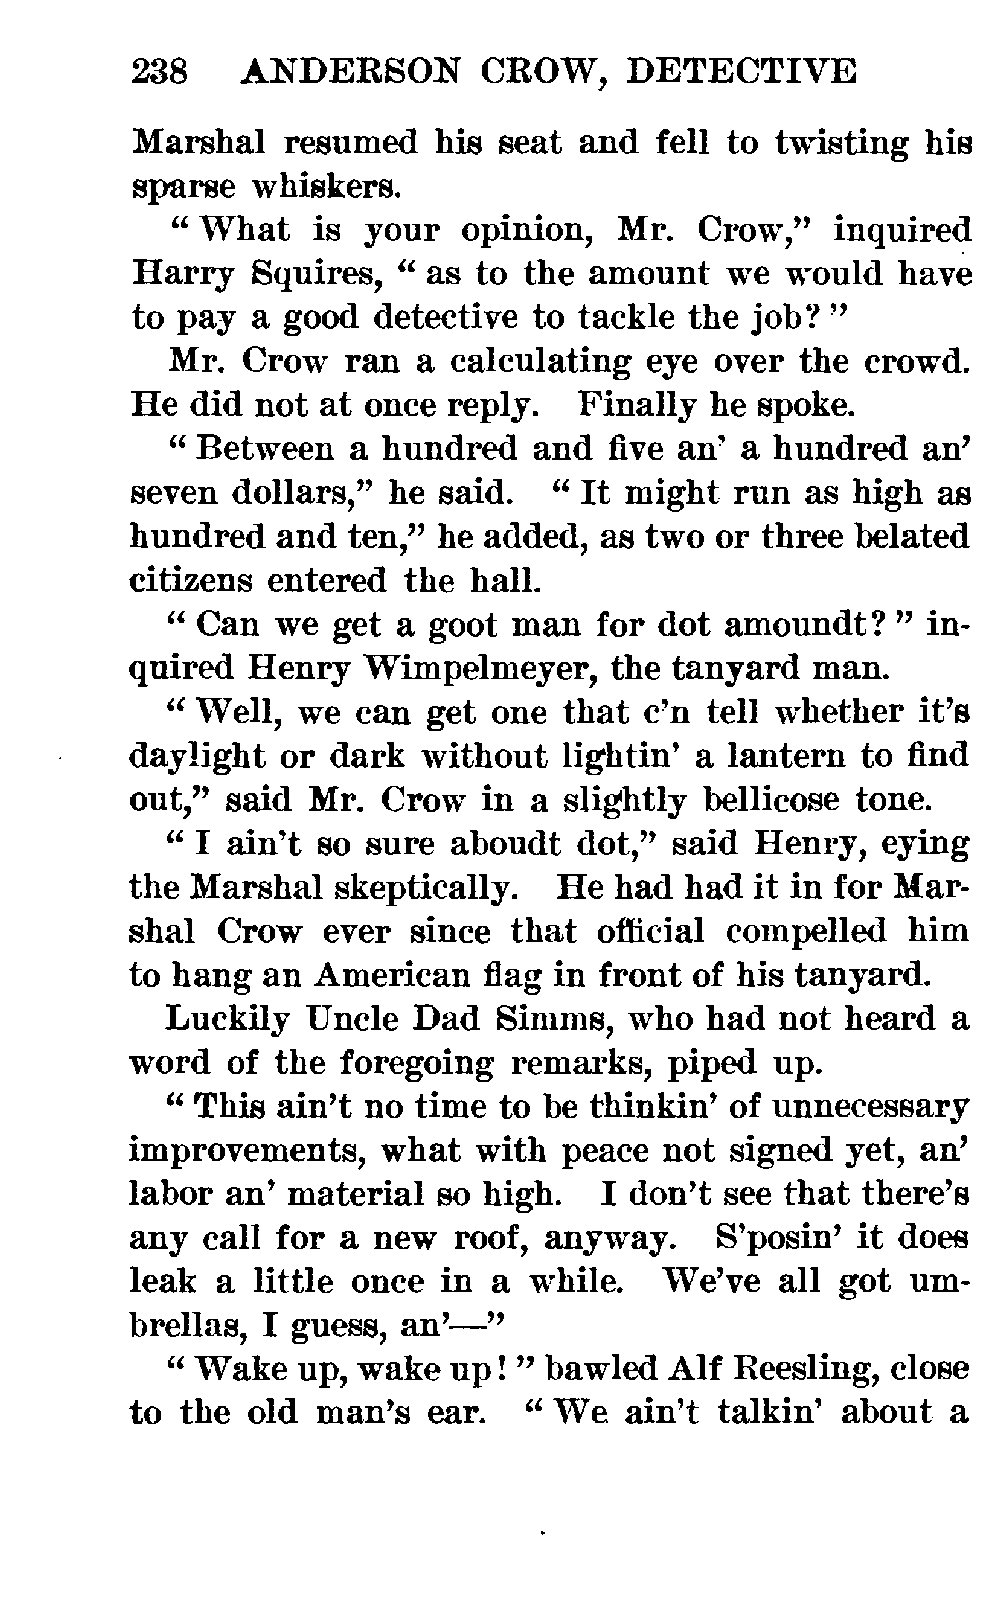 238 ANDERSON CROW, DETECTIVE
Marshal resumed his seat and fell to twisting his
sparse whiskers.
“ What is your opinion, Mr. Crow,” inquired
Harry Squires, “ as to the amount we would have
to pay a good detective to tackle the job? ”
Mr. Crow ran a calculating eye over the crowd.
He did not at once reply. Finally he spoke.
“ Between a hundred and five an’ a hundred an’
seven dollars,” he said. “ It might run as high as
hundred and ten,” he added, as two or three belated
citizens entered the hall.
“ Can we get a goot man for dot amoundt? ” in-
quired Henry Wimpelmeyer, the tanyard man.
“ Well, we can get one that c’n tell whether it’s
daylight or dark without lightin’ a lantern to find
out,” said Mr. Crow in a slightly bellicose tone.
“ I ain’t so sure aboudt dot,” said Henry, eying
the Marshal skeptically. He had had it in for Mar-
shal Crow ever since that official compelled him
to hang an American flag in front of his tanyard.
Luckily Uncle Dad Simms, who had not heard a
word of the foregoing remarks, piped up.
“ This ain’t no time to be thinkin’ of unnecessary
improvements, what with peace not signed yet, an’
labor an’ material so high. I don’t see that there’s
any call for a new roof, anyway. S’posin’ it does
leak a little once in a while. We’ve all got um-
brellas, I guess, an’—”
“ Wake up, wake up! ” bawled Alf Reesling, close
to the old man’s ear. “ We ain’t talkin’ about a